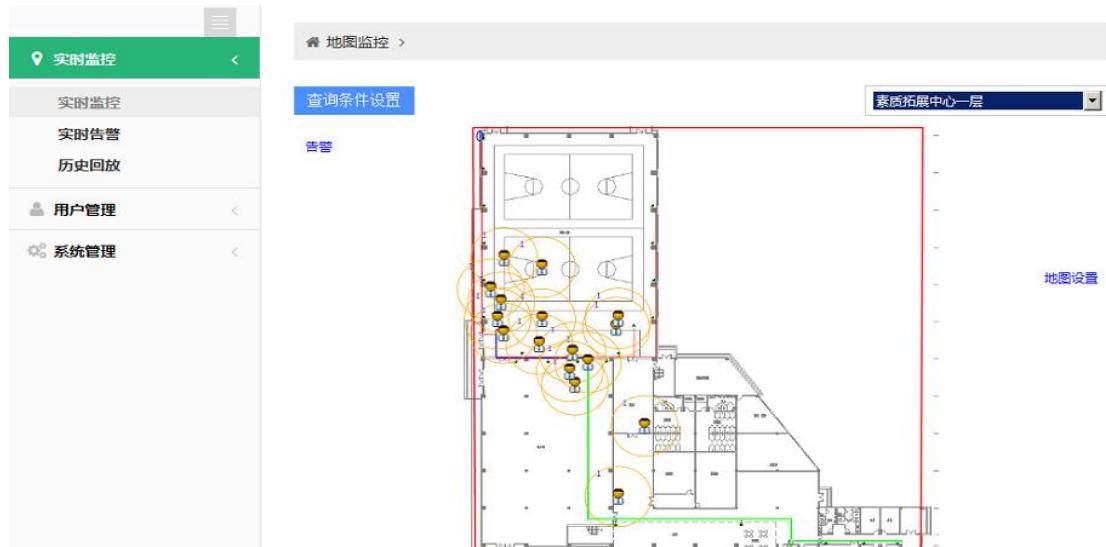 地图监控 >
实时监控
查询条件设置
素质拓展中心一层
实时监控
实时告警
告警
历史回放
用户管理
系统管理
地图设置